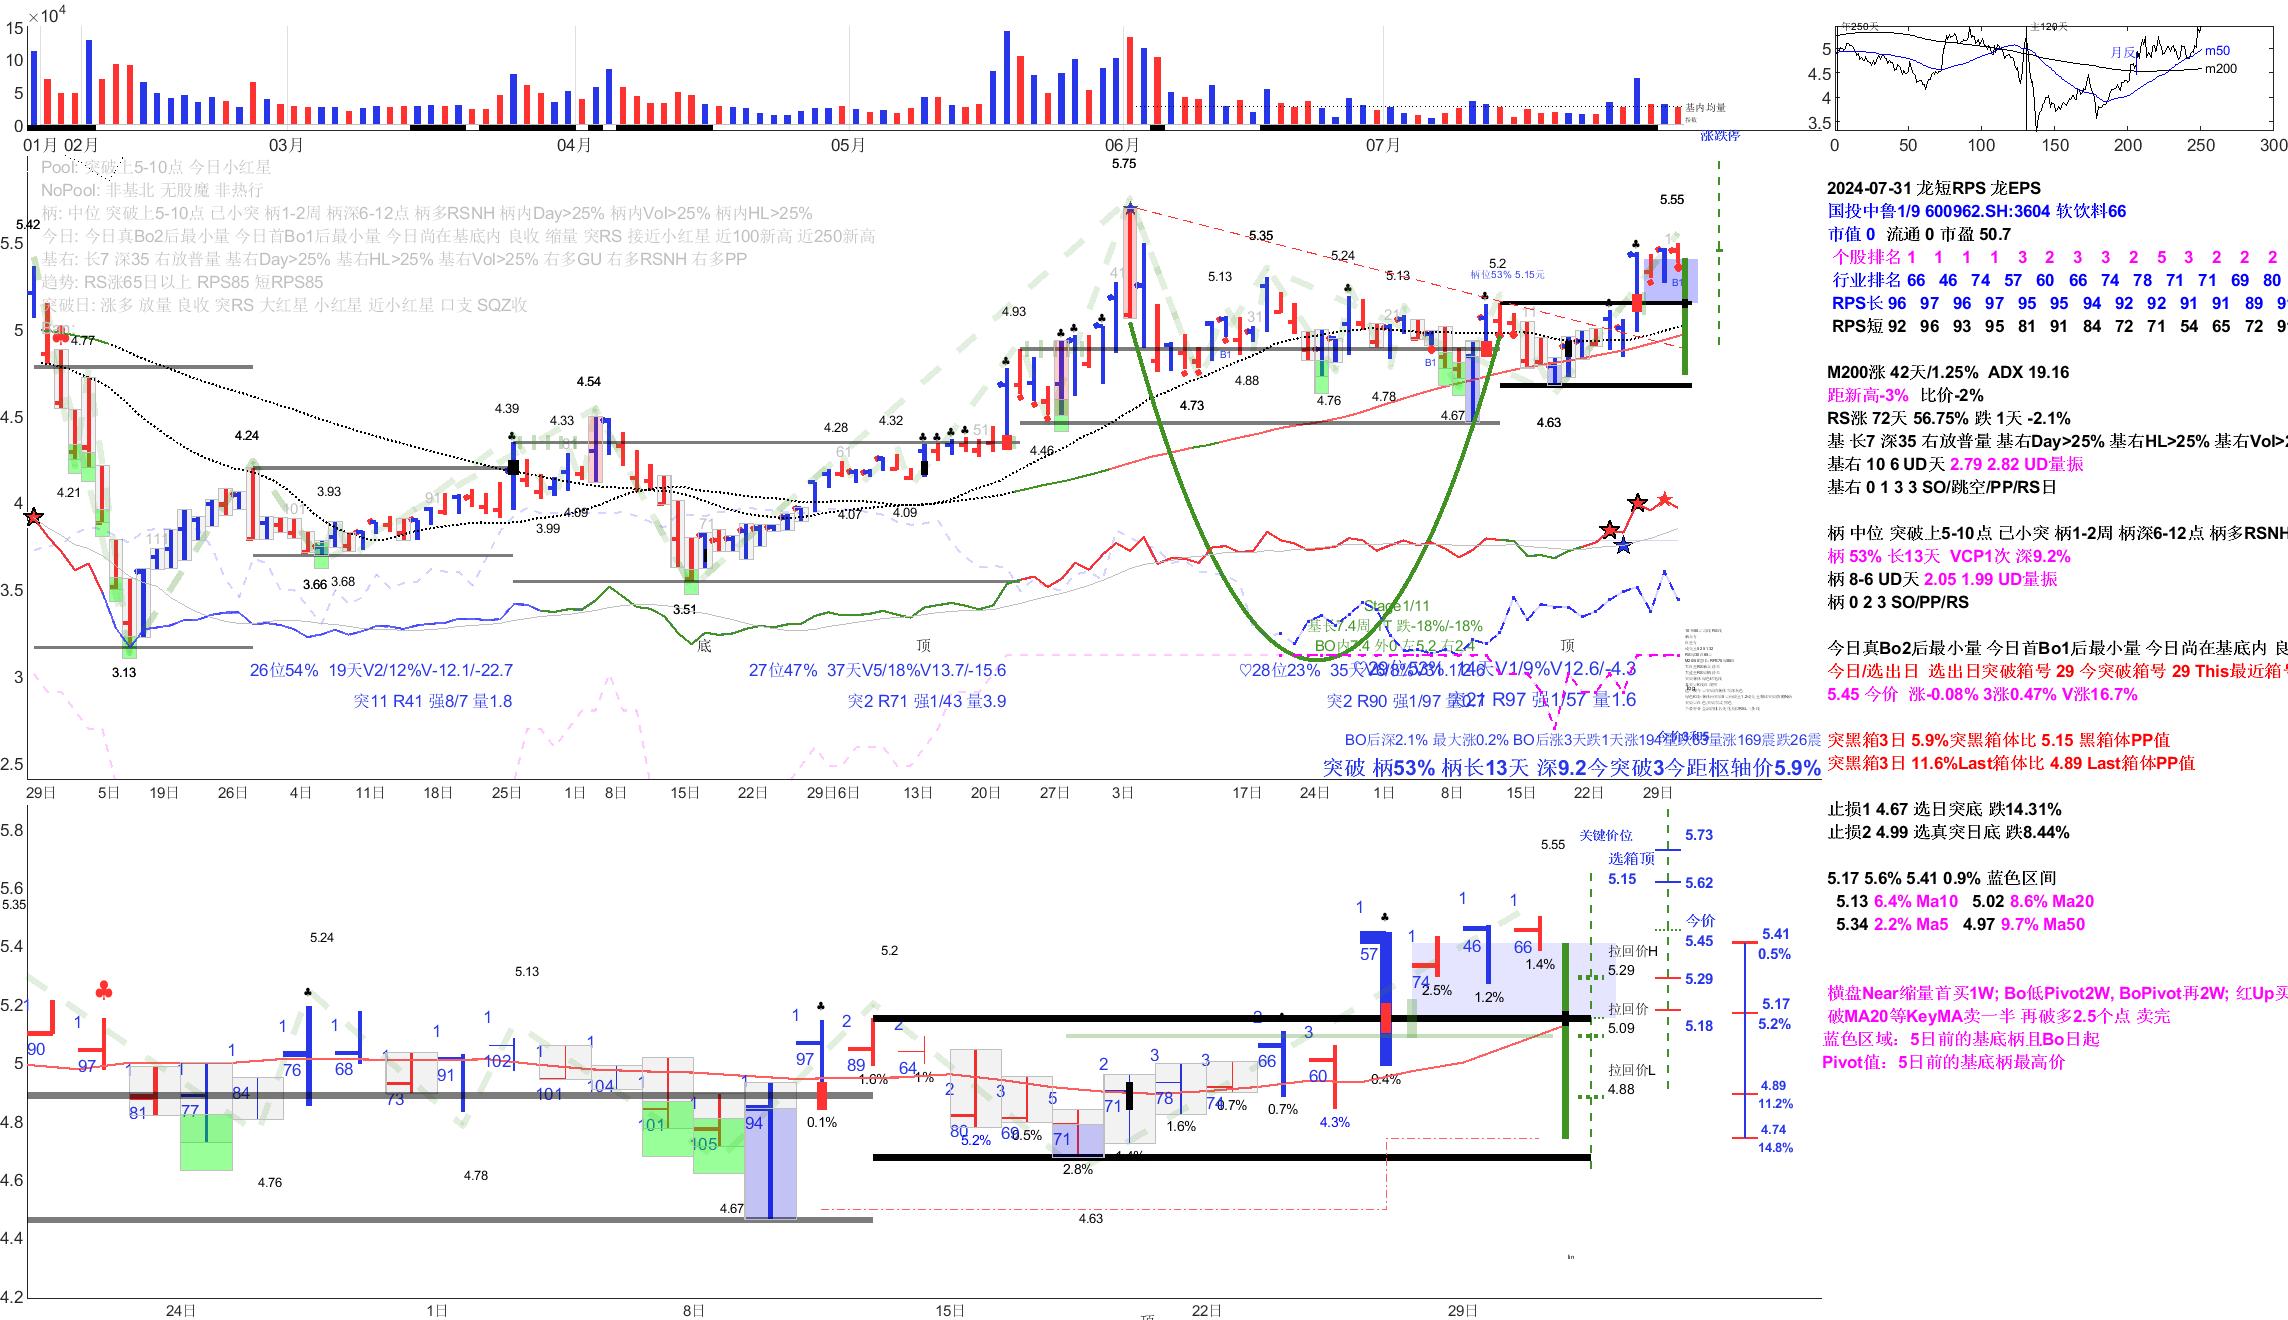 ×10⁴
15
10
5
0
01月 02月 03月 04月 05月 06月 07月
基内均量
涨跌停
年250天 主120天
月反
m50
m200
5
4.5
4
3.5
0 50 100 150 200 250 300
Pool: 突破上5-10点 今日小红星
NoPool: 非基北 无股魔 非热行
柄: 中位 突破上5-10点 己小突 柄1-2周 柄深6-12点 柄多RSNH 柄内Day>25% 柄内Vol>25% 柄内HL>25%
今日: 今日真Bo2后最小量 今日首Bo1后最小量 今日尚在基底内 良收 缩量 突RS 接近小红星 近100新高 近250新高
基右: 长7 深35 右放普量 基右Day>25% 基右HL>25% 基右Vol>25% 右多GU 右多RSNH 右多PP
趋势: RS涨65日以上 RPS85 短RPS85
突破日: 涨多 放量 良收 突RS 大红星 小红星 近小红星 口支 SQZ收
5.42
5.5
5
4.5
4
3.5
3
2.5
4.77
4.21
3.13
4.24
3.93
3.66
3.68
4.39
4.33
4.54
3.99
4.09
3.51
4.28
4.32
4.07
4.09
4.93
4.46
5.75
5.13
5.35
5.24
5.13
5.2
柄位53% 5.15元
4.73
4.88
4.76
4.78
4.67
4.63
5.55
111
101
91
81
71
61
51
41
31
21
11
B1
B1
B1
底
顶
顶
26位54% 19天V2/12%V-12.1/-22.7
突11 R41 强8/7 量1.8
27位47% 37天V5/18%V13.7/-15.6
突2 R71 强1/43 量3.9
Stage1/11
基长7.4周 1T 跌-18%/-18%
BO内7.4 外0 左5.2 右2.4
♡28位23%
14天V1/9%V12.6/-4.3
突2 R90 强1/97
R97 强1/57 量1.6
突破 柄53% 柄长13天 深9.2今突破3今距枢轴价5.9%
29日 5日 19日 26日 4日 11日 18日 25日 1日 8日 15日 22日 29日6日 13日 20日 27日 3日 17日 24日 1日 8日 15日 22日 29日
2024-07-31 龙短RPS 龙EPS
国投中鲁1/9 600962.SH:3604 软饮料66
市值 0 流通 0 市盈 50.7
个股排名 1 1 1 3 2 3 3 2 5 3 2 2 2
行业排名 66 46 74 57 60 66 74 78 71 71 69 80
RPS长 96 97 96 97 95 95 94 92 92 91 91 89
RPS短 92 96 93 95 81 91 84 72 71 54 65 72
M200涨 42天/1.25% ADX 19.16
距新高-3% 比价-2%
RS涨 72天 56.75% 跌 1天 -2.1%
基 长7 深35 右放普量 基右Day>25% 基右HL>25% 基右Vol>2
基右 10 6 UD天 2.79 2.82 UD量振
基右 0 1 3 3 SO/跳空/PP/RS日
柄 中位 突破上5-10点 己小突 柄1-2周 柄深6-12点 柄多RSNH
柄 53% 长13天 VCP1次 深9.2%
柄 8-6 UD天 2.05 1.99 UD量振
柄 0 2 3 SO/PP/RS
今日真Bo2后最小量 今日首Bo1后最小量 今日尚在基底内 良
今日/选出日 选出日突破箱号 29 今突破箱号 29 This最近箱号
5.45 今价 涨-0.08% 3涨0.47% V涨16.7%
突黑箱3日 5.9%突黑箱体比 5.15 黑箱体PP值
突黑箱3日 11.6%Last箱体比 4.89 Last箱体PP值
止损1 4.67 选日突底 跌14.31%
止损2 4.99 选真突日底 跌8.44%
5.17 5.6% 5.41 0.9% 蓝色区间
5.13 6.4% Ma10 5.02 8.6% Ma20
5.34 2.2% Ma5 4.97 9.7% Ma50
横盘Near缩量首买1W; Bo低Pivot2W, BoPivot再2W; 红Up买
破MA20等KeyMA卖一半 再破多2.5个点 卖完
蓝色区域：5日前的基底柄且Bo日起
Pivot值：5日前的基底柄最高价
5.8
5.6
5.35
5.4
5.2
5
4.8
4.6
4.4
4.2
5.24
5.13
5.2
5.55
4.76
4.78
4.67
4.63
90 97 81 77 84 76 68 73 91 102 101 104 101 105 94 97 89 64 80 69 71 71 78 74 66 60 57 74 46 66
0.1%
5.2%
0.5%
2.8%
1.6%
0.7%
0.7%
4.3%
0.4%
2.5%
1.2%
1.4%
关键价位
5.73
选箱顶
5.15
5.62
今价
5.45
拉回价H
5.29
5.29
拉回价
5.09
5.18
拉回价L
4.88
5.41
0.5%
5.17
5.2%
4.89
11.2%
4.74
14.8%
24日 1日 8日 15日 22日 29日
顶